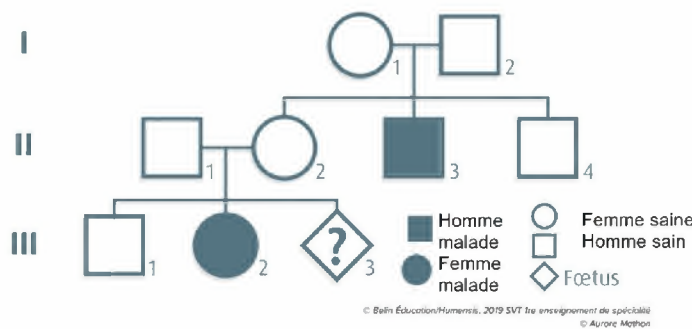 I
1
2
II
1
2
3
4
III
1
2
?
3
Homme malade
Femme malade
Femme saine
Homme sain
Fœtus
© Belin Éducation/Humensis, 2019 SVT 1re enseignement de spécialité
© Aurore Mathon